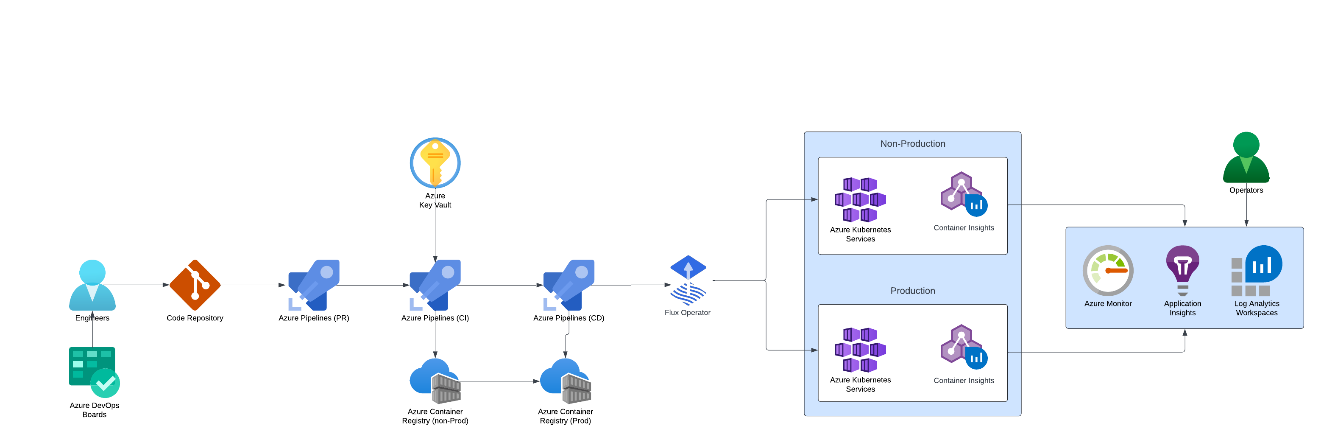 Azure
Key Vault
Non-Production
Azure Kubernetes
Services
Container Insights
Operators
Engineers
Code Repository
Azure Pipelines (PR)
Azure Pipelines (CI)
Azure Pipelines (CD)
Flux Operator
Production
Azure Kubernetes
Services
Container Insights
Azure Monitor
Application
Insights
Log Analytics
Workspaces
Azure DevOps
Boards
Azure Container
Registry (non-Prod)
Azure Container
Registry (Prod)